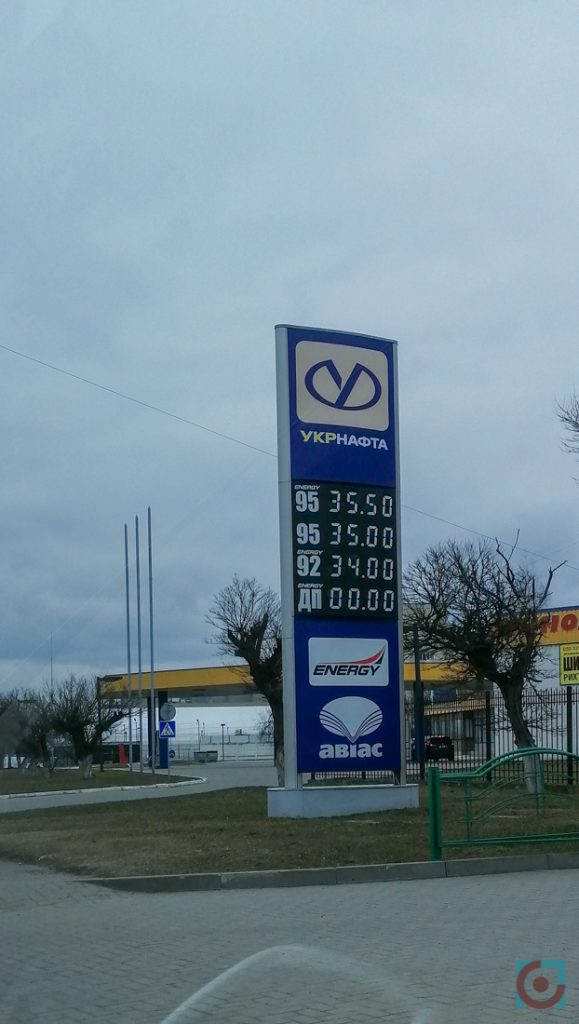 УКРНАФТА
ENERGY
95 35.50
95 35.00
ENERGY
92 34.00
ENERGY
ДП 00.00
ENERGY
авіас